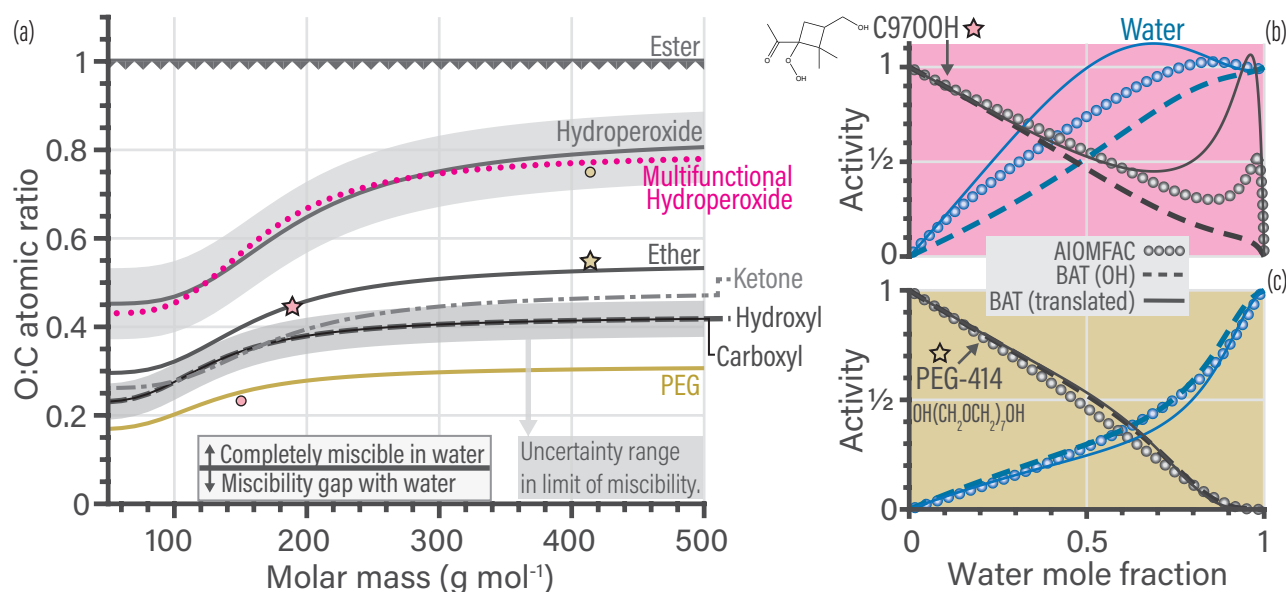 (a)
1
0.8
0.6
0.4
0.2
0
O:C atomic ratio
100
200
300
400
500
Molar mass (g mol⁻¹)
Ester
Hydroperoxide
Multifunctional
Hydroperoxide
Ether
Ketone
Hydroxyl
Carboxyl
PEG
Completely miscible in water
Miscibility gap with water
Uncertainty range
in limit of miscibility.
OH
O
O
OH
C97OOH
Water
(b)
1
½
0
Activity
AIOMFAC
BAT (OH)
BAT (translated)
(c)
1
½
0
Activity
PEG-414
OH(CH₂OCH₂)₇OH
0
0.5
1
Water mole fraction